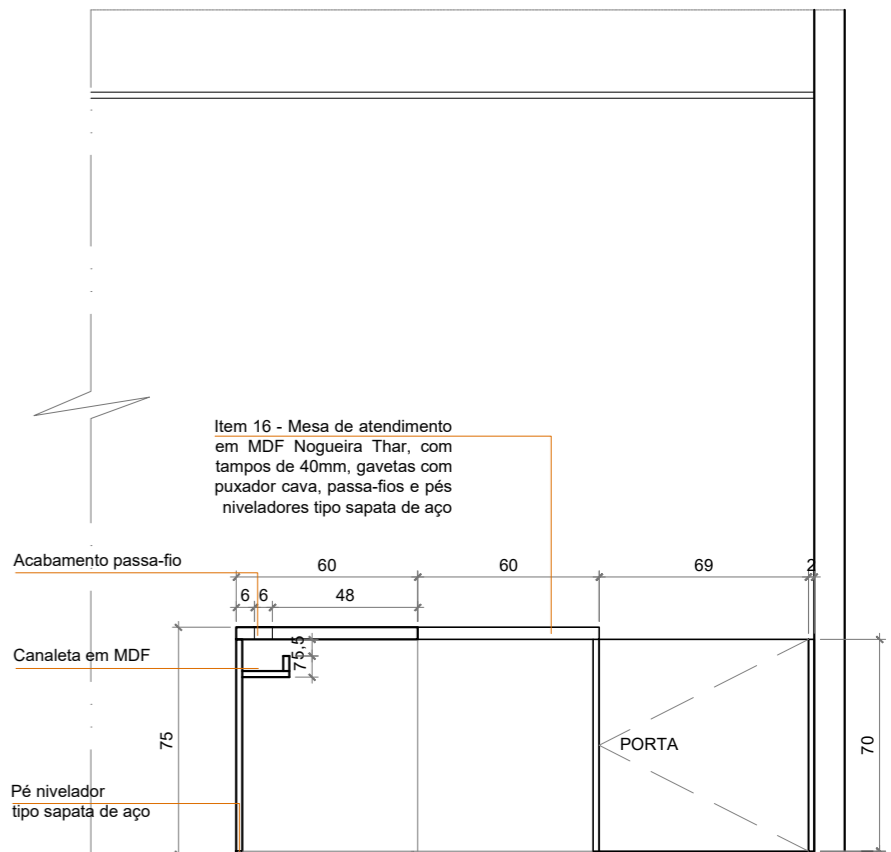 Item 16 - Mesa de atendimento
em MDF Nogueira Thar, com
tampos de 40mm, gavetas com
puxador cava, passa-fios e pés
niveladores tipo sapata de aço
Acabamento passa-fio
60
60
69
2
6
6
48
Canaleta em MDF
5,5
7
75
PORTA
70
Pé nivelador
tipo sapata de aço